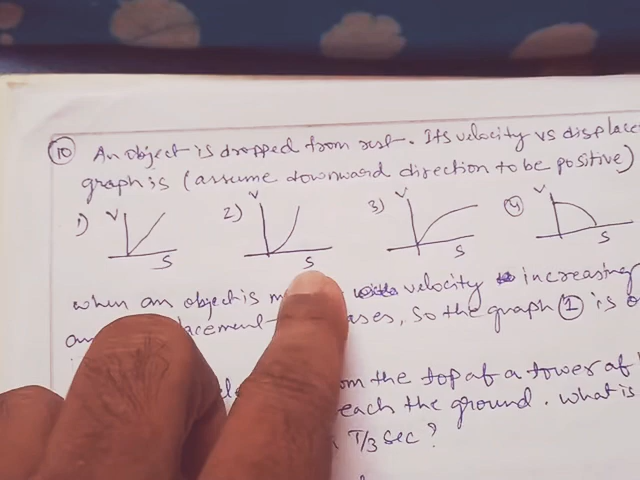 10 An object is dropped from rest. Its velocity vs displace
graph is (assume downward direction to be positive)
1) V S 2) V S 3) V S 4) V S
when an object is velocity increasing
ases, so the graph 1 is
om the top of a tower of
each the ground. what is
T/3 sec?